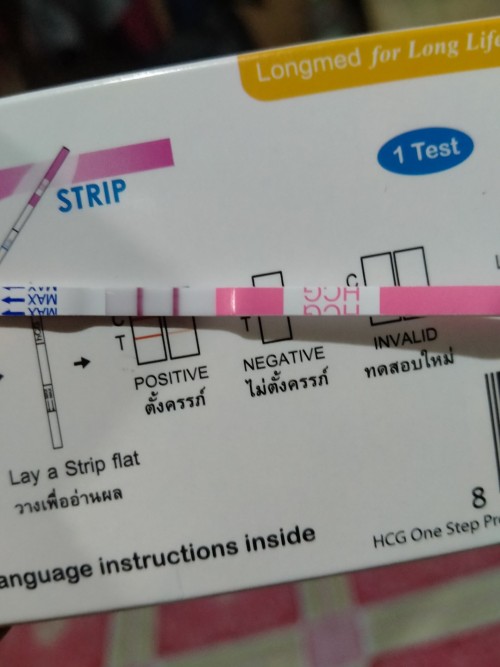 Longmed for Long Life
1 Test
STRIP
MAX
MAX
HCG
HCG
C
C
T
T
POSITIVE
ตั้งครรภ์
NEGATIVE
ไม่ตั้งครรภ์
INVALID
ทดสอบใหม่
Lay a Strip flat
วางเพื่ออ่านผล
8
anguage instructions inside
HCG One Step Pr